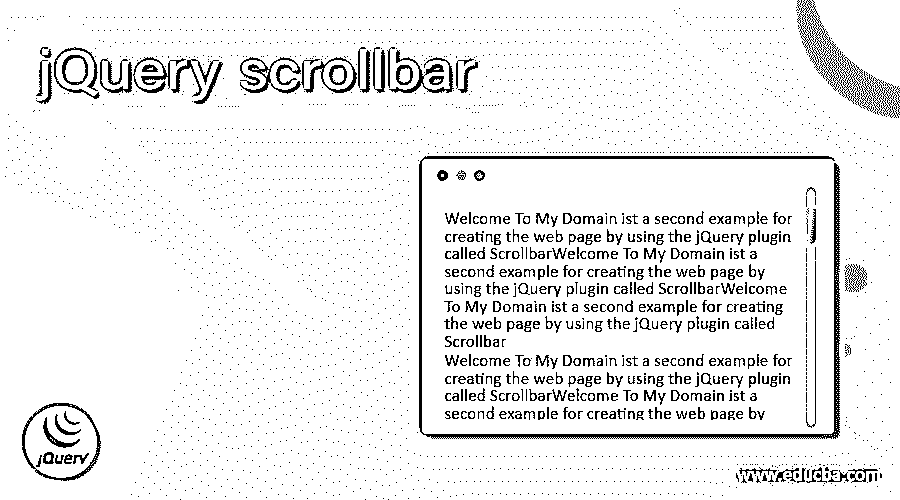 jQuery scrollbar
Welcome To My Domain ist a second example for
creating the web page by using the jQuery plugin
called ScrollbarWelcome To My Domain ist a
second example for creating the web page by
using the jQuery plugin called ScrollbarWelcome
To My Domain ist a second example for creating
the web page by using the jQuery plugin called
Scrollbar
Welcome To My Domain ist a second example for
creating the web page by using the jQuery plugin
called ScrollbarWelcome To My Domain ist a
second example for creating the web page by
jQuery
www.educba.com